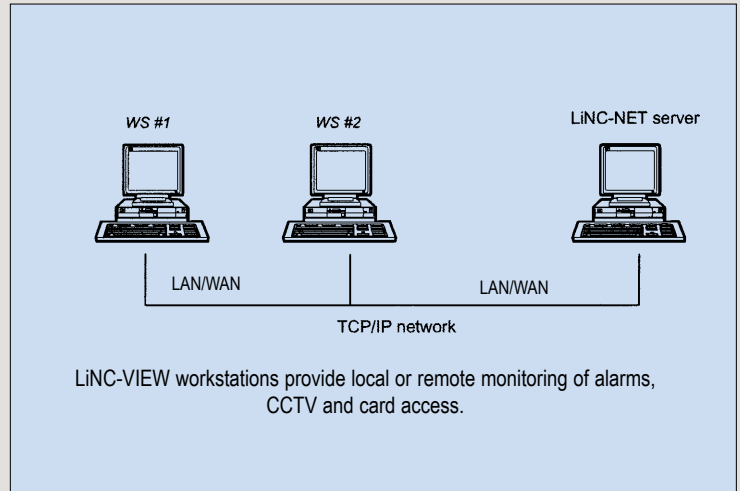 WS #1
WS #2
LiNC-NET server
LAN/WAN
LAN/WAN
TCP/IP network
LiNC-VIEW workstations provide local or remote monitoring of alarms,
CCTV and card access.